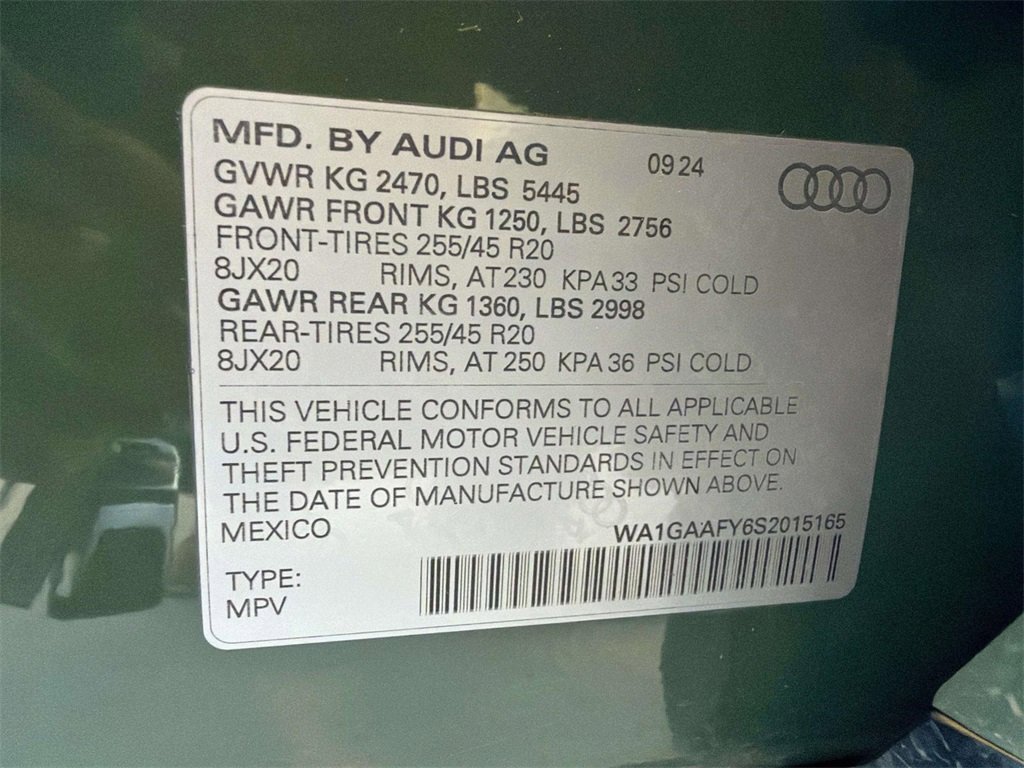 MFD. BY AUDI AG 09 24
GVWR KG 2470, LBS 5445
GAWR FRONT KG 1250, LBS 2756
FRONT-TIRES 255/45 R20
8JX20 RIMS, AT 230 KPA 33 PSI COLD
GAWR REAR KG 1360, LBS 2998
REAR-TIRES 255/45 R20
8JX20 RIMS, AT 250 KPA 36 PSI COLD
THIS VEHICLE CONFORMS TO ALL APPLICABLE
U.S. FEDERAL MOTOR VEHICLE SAFETY AND
THEFT PREVENTION STANDARDS IN EFFECT ON
THE DATE OF MANUFACTURE SHOWN ABOVE.
MEXICO WA1GAAFY6S2015165
TYPE:
MPV